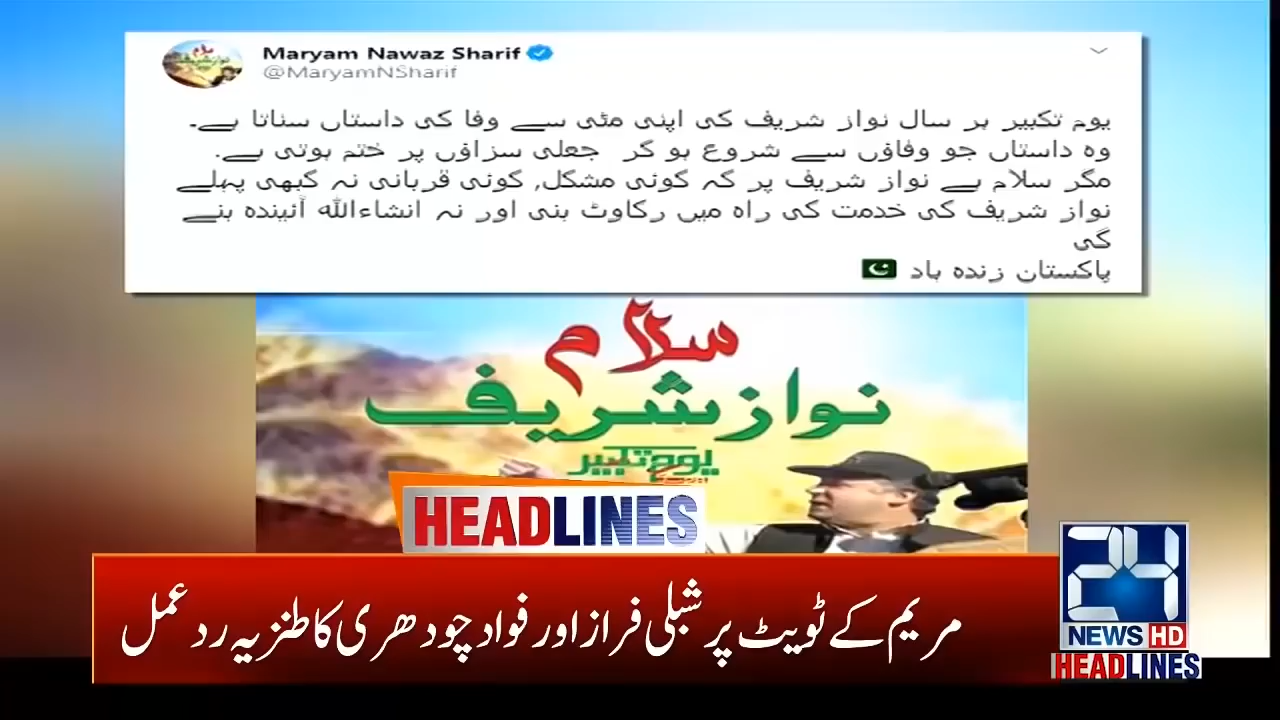 سلام
نواز شریف
Maryam Nawaz Sharif
@MaryamNSharif
یوم تکبیر ہر سال نواز شریف کی اپنی مٹی سے وفا کی داستاں سناتا ہے۔
وہ داستاں جو وفاؤں سے شروع ہو کر جعلی سزاؤں پر ختم ہوتی ہے.
مگر سلام ہے نواز شریف پر کہ کوئی مشکل, کوئی قربانی نہ کبھی پہلے
نواز شریف کی خدمت کی راہ میں رکاوٹ بنی اور نہ انشاءاللہ آئیندہ بنے
گی
پاکستان زندہ باد
سلام
نواز شریف
یوم تکبیر
HEADLINES
مریم کے ٹویٹ پر شبلی فراز اور فواد چودھری کا طنزیہ ردعمل
24
NEWS HD
HEADLINES